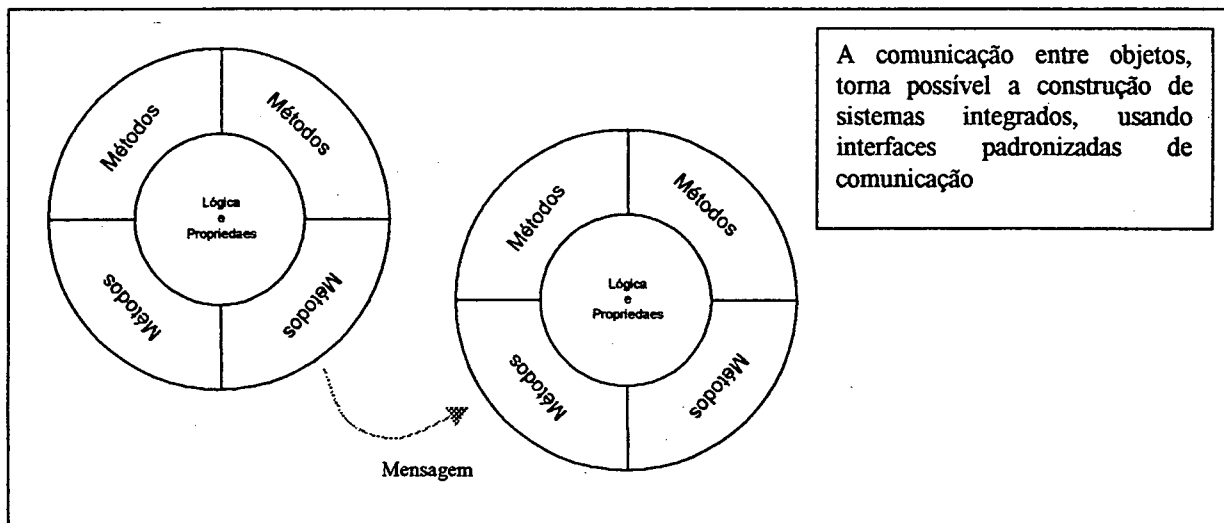 Métodos
Métodos
Lógica
e
Propriedaes
Métodos
Métodos
Mensagem
Métodos
Métodos
Lógica
e
Propriedaes
Métodos
Métodos
A comunicação entre objetos,
torna possível a construção de
sistemas integrados, usando
interfaces padronizadas de
comunicação